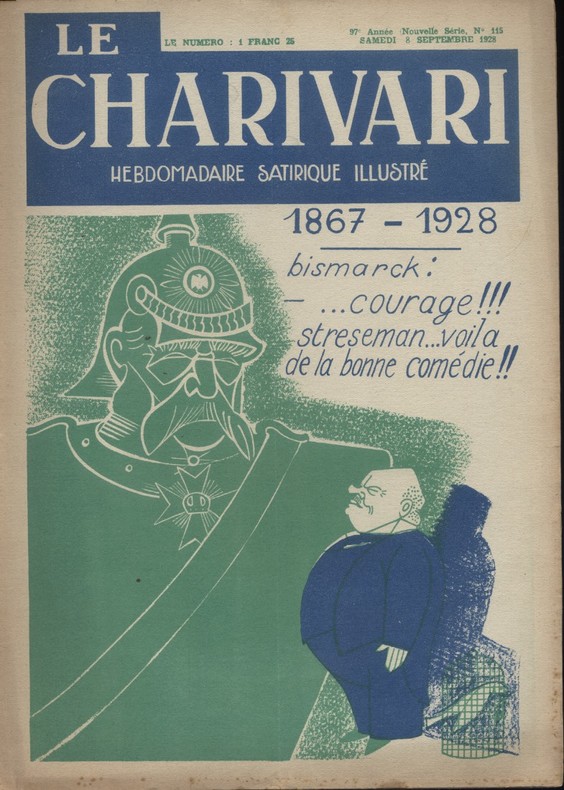 LE
CHARIVARI
LE NUMERO : 1 FRANC 25
97e Année (Nouvelle Série, N° 115
SAMEDI 8 SEPTEMBRE 1928
HEBDOMADAIRE SATIRIQUE ILLUSTRÉ
1867 - 1928
bismarck :
- ...courage!!!
streseman...voila
de la bonne comédie!!